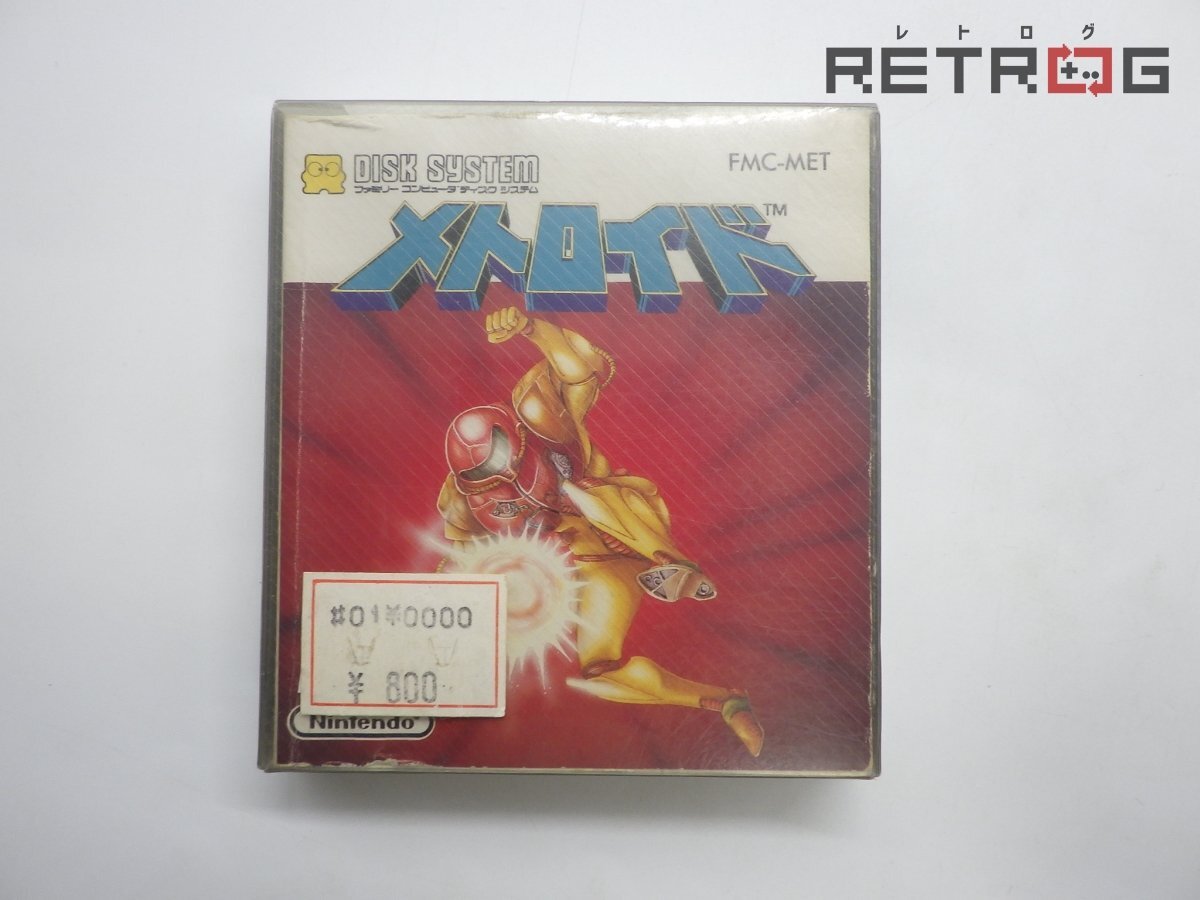 レトログ
RETROG
DISK SYSTEM
ファミリー コンピュータ ディスク システム
FMC-MET
メトロイド™
#01¥0000
¥ 800
Nintendo